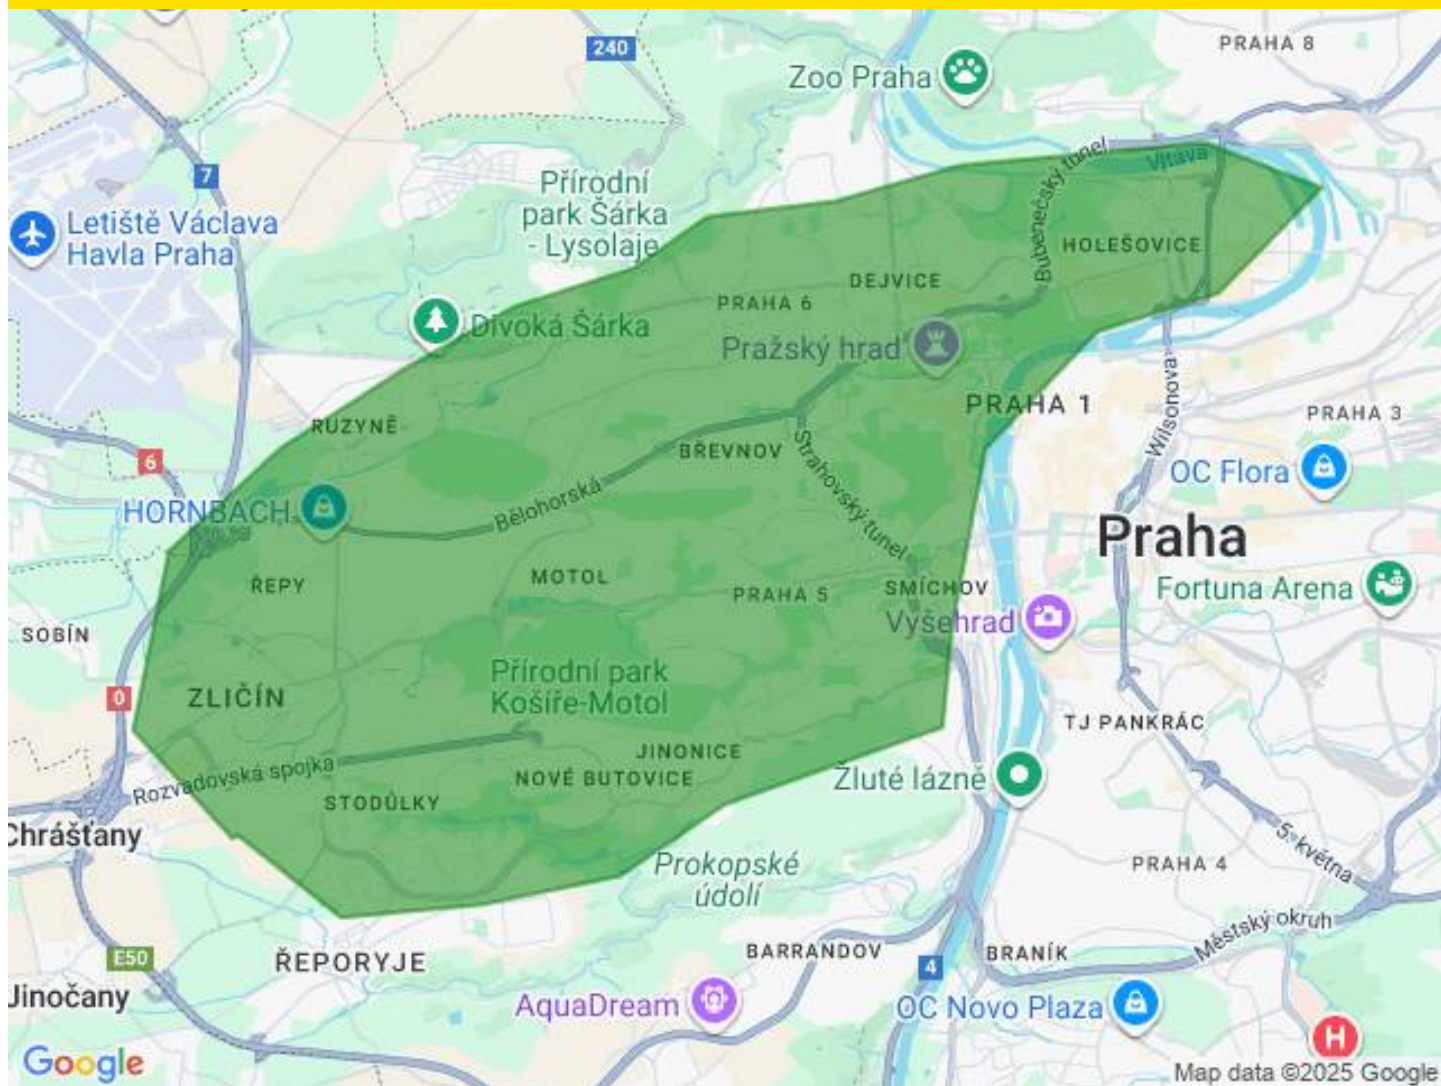 240
PRAHA 8
Zoo Praha
7
Přírodní
park Šárka
- Lysolaje
Bubenečský tunel
Vltava
Letiště Václava
Havla Praha
HOLEŠOVICE
DEJVICE
PRAHA 6
Divoká Šárka
Pražský hrad
PRAHA 1
Wilsonova
PRAHA 3
RUZYNĚ
BŘEVNOV
6
OC Flora
Strahovský tunel
HORNBACH
Bělohorská
Praha
ŘEPY
MOTOL
PRAHA 5
SMÍCHOV
Fortuna Arena
SOBÍN
Vyšehrad
Přírodní park
Košíře-Motol
0
ZLIČÍN
TJ PANKRÁC
JINONICE
Rozvadovská spojka
NOVÉ BUTOVICE
Žluté lázně
STODŮLKY
Chrášťany
5. května
Prokopské
údolí
PRAHA 4
Městský okruh
E50
ŘEPORYJE
BARRANDOV
BRANÍK
4
Jinočany
AquaDream
OC Novo Plaza
H
Google
Map data ©2025 Google